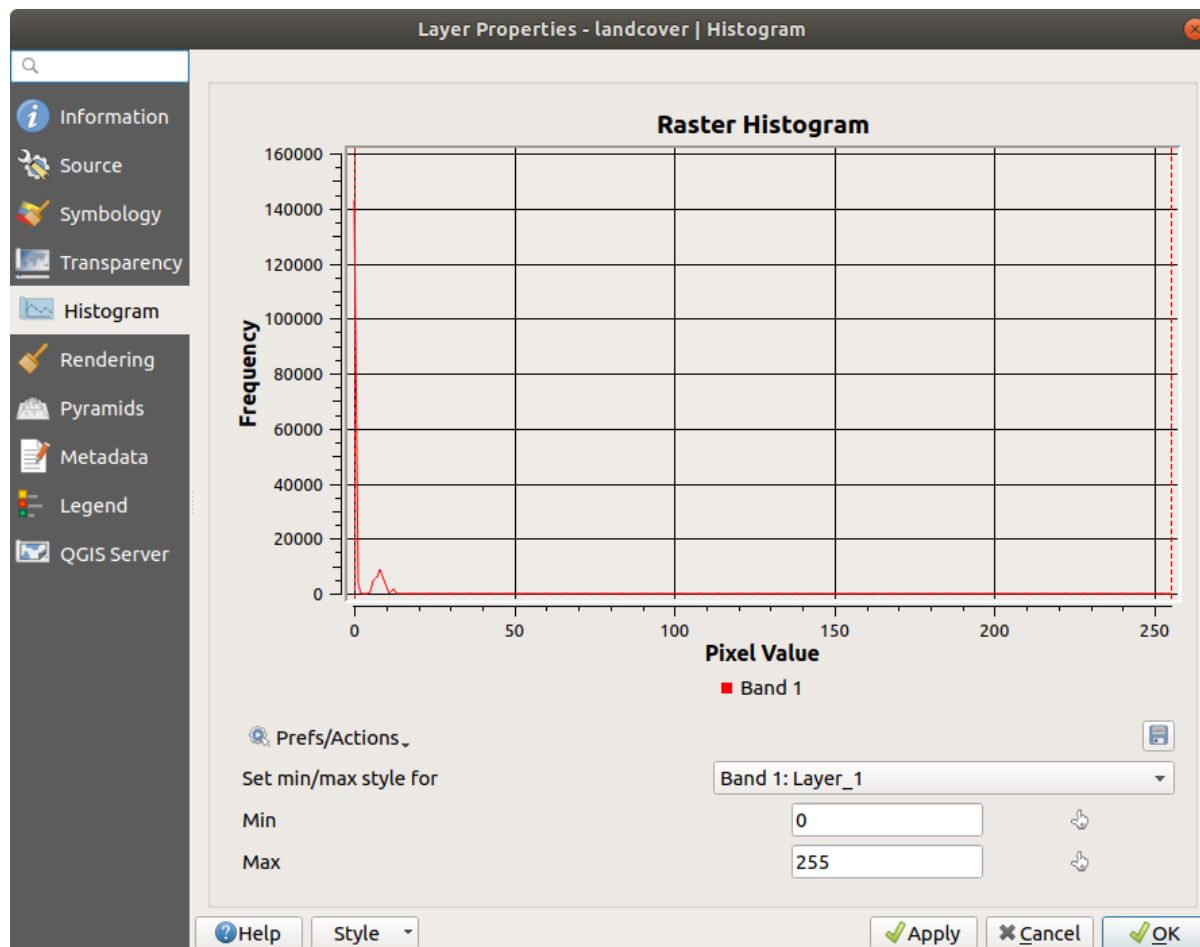 Layer Properties - landcover | Histogram
Information
Source
Symbology
Transparency
Histogram
Rendering
Pyramids
Metadata
Legend
QGIS Server
Raster Histogram
160000
140000
120000
100000
80000
60000
40000
20000
0
Frequency
0 50 100 150 200 250
Pixel Value
Band 1
Prefs/Actions
Set min/max style for Band 1: Layer_1
Min 0
Max 255
Help Style Apply Cancel OK